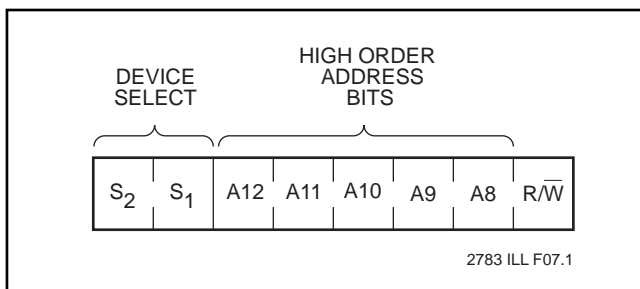 DEVICE
SELECT
HIGH ORDER
ADDRESS
BITS
S₂ S₁ A12 A11 A10 A9 A8 R/W̅
2783 ILL F07.1